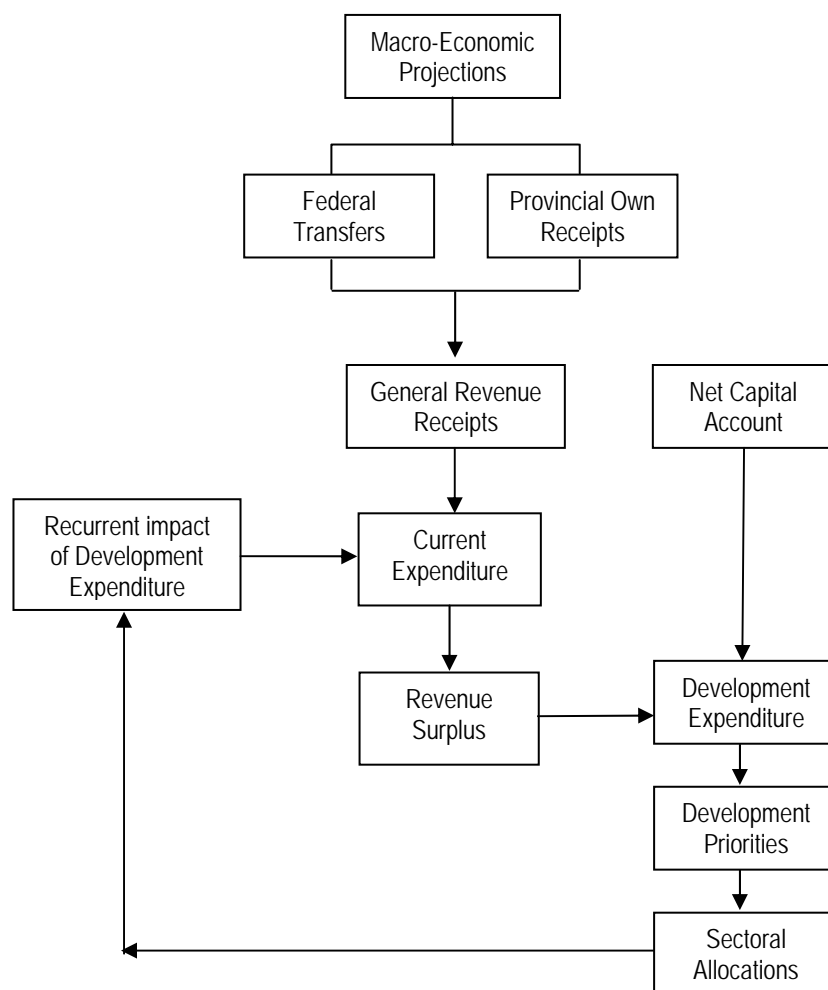 Macro-Economic
Projections
Federal
Transfers
Provincial Own
Receipts
General Revenue
Receipts
Net Capital
Account
Recurrent impact
of Development
Expenditure
Current
Expenditure
Revenue
Surplus
Development
Expenditure
Development
Priorities
Sectoral
Allocations